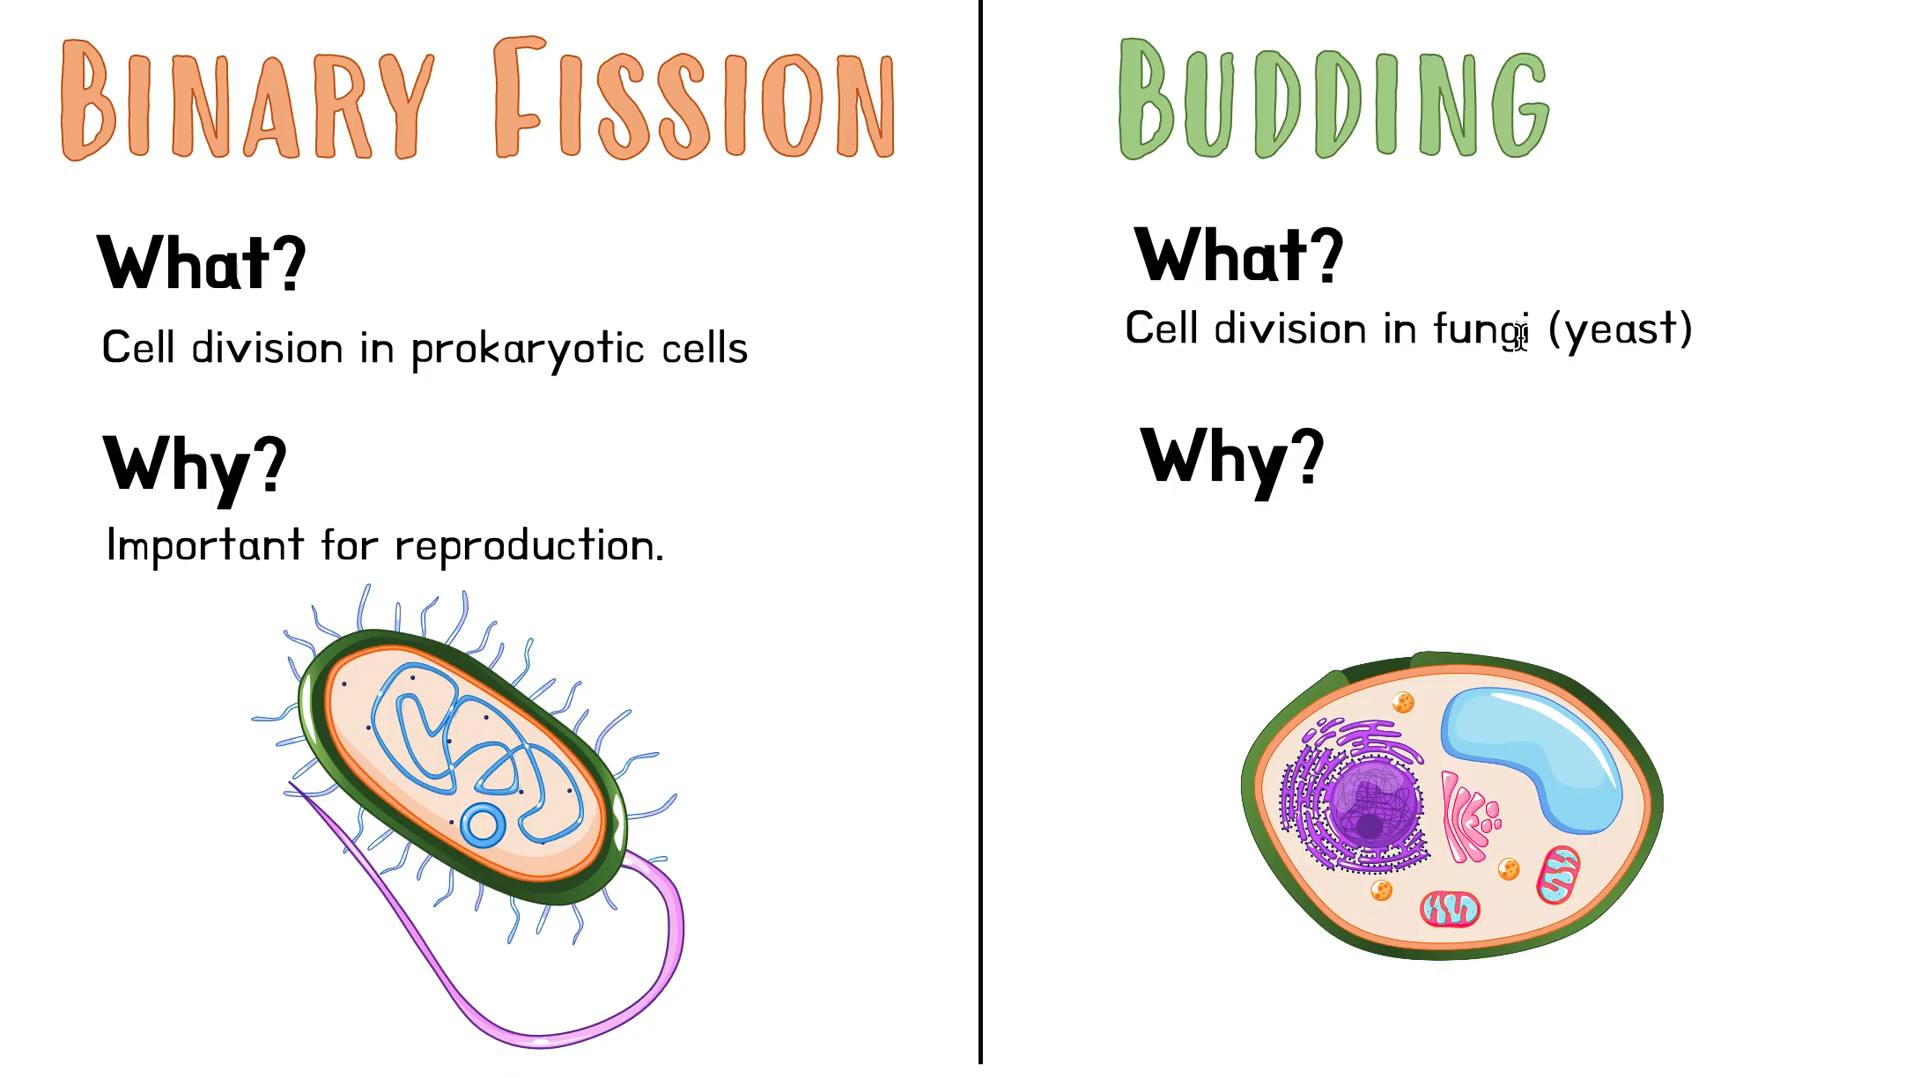 BINARY FISSION
What?
Cell division in prokaryotic cells
Why?
Important for reproduction.
BUDDING
What?
Cell division in fungi (yeast)
Why?